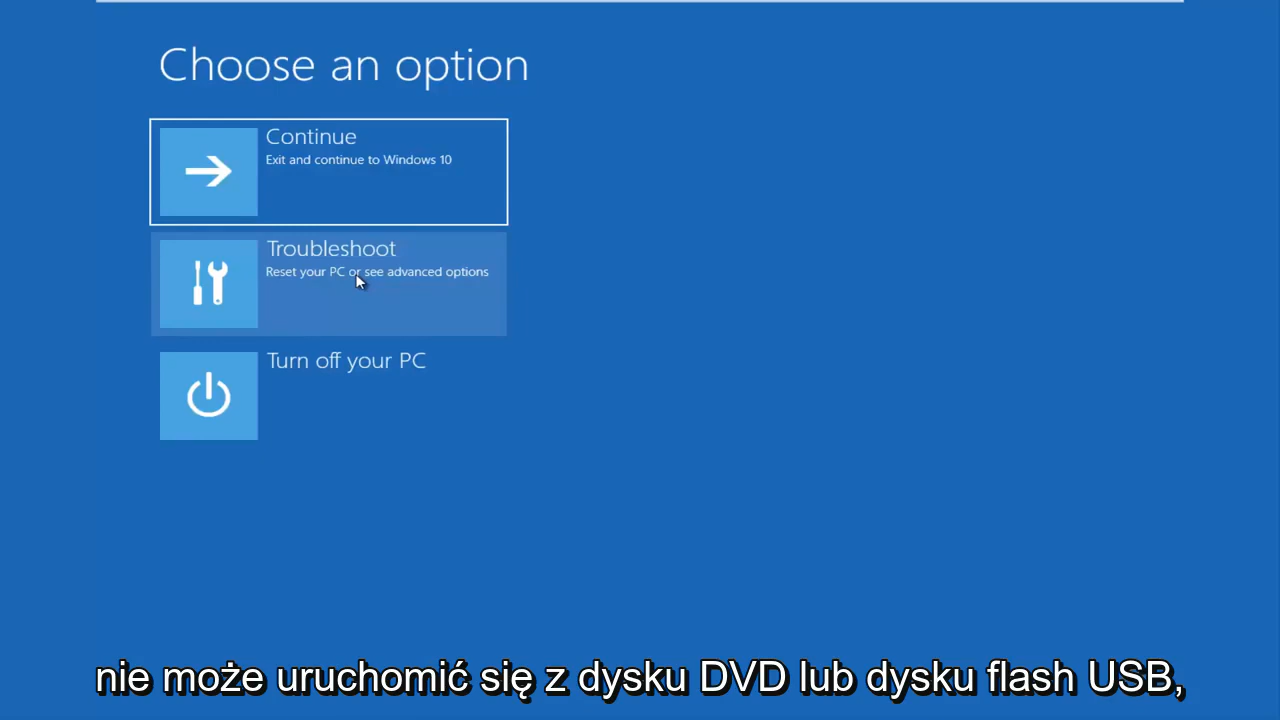 Choose an option
Continue
Exit and continue to Windows 10
Troubleshoot
Reset your PC or see advanced options
Turn off your PC
nie może uruchomić się z dysku DVD lub dysku flash USB,